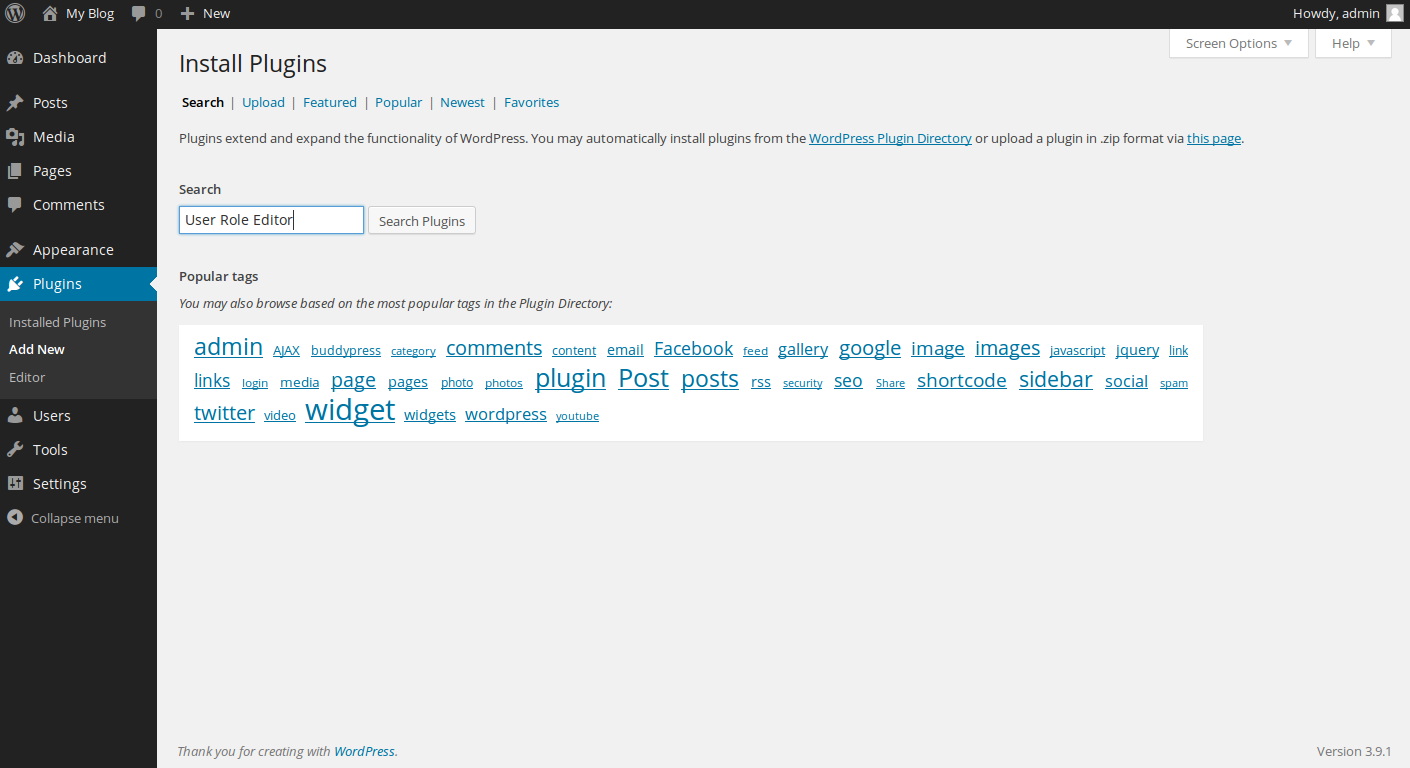 My Blog 0 New Howdy, admin
Screen Options Help
Dashboard
Posts
Media
Pages
Comments
Appearance
Plugins
Installed Plugins
Add New
Editor
Users
Tools
Settings
Collapse menu
Install Plugins
Search | Upload | Featured | Popular | Newest | Favorites
Plugins extend and expand the functionality of WordPress. You may automatically install plugins from the WordPress Plugin Directory or upload a plugin in .zip format via this page.
Search
User Role Editor Search Plugins
Popular tags
You may also browse based on the most popular tags in the Plugin Directory:
admin AJAX buddypress category comments content email Facebook feed gallery google image images javascript jquery link
links login media page pages photo photos plugin Post posts rss security seo Share shortcode sidebar social spam
twitter video widget widgets wordpress youtube
Thank you for creating with WordPress. Version 3.9.1